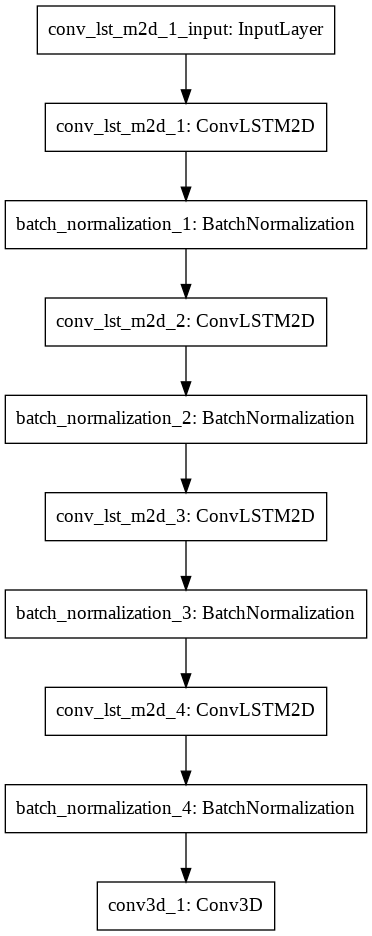 conv_lst_m2d_1_input: InputLayer
conv_lst_m2d_1: ConvLSTM2D
batch_normalization_1: BatchNormalization
conv_lst_m2d_2: ConvLSTM2D
batch_normalization_2: BatchNormalization
conv_lst_m2d_3: ConvLSTM2D
batch_normalization_3: BatchNormalization
conv_lst_m2d_4: ConvLSTM2D
batch_normalization_4: BatchNormalization
conv3d_1: Conv3D